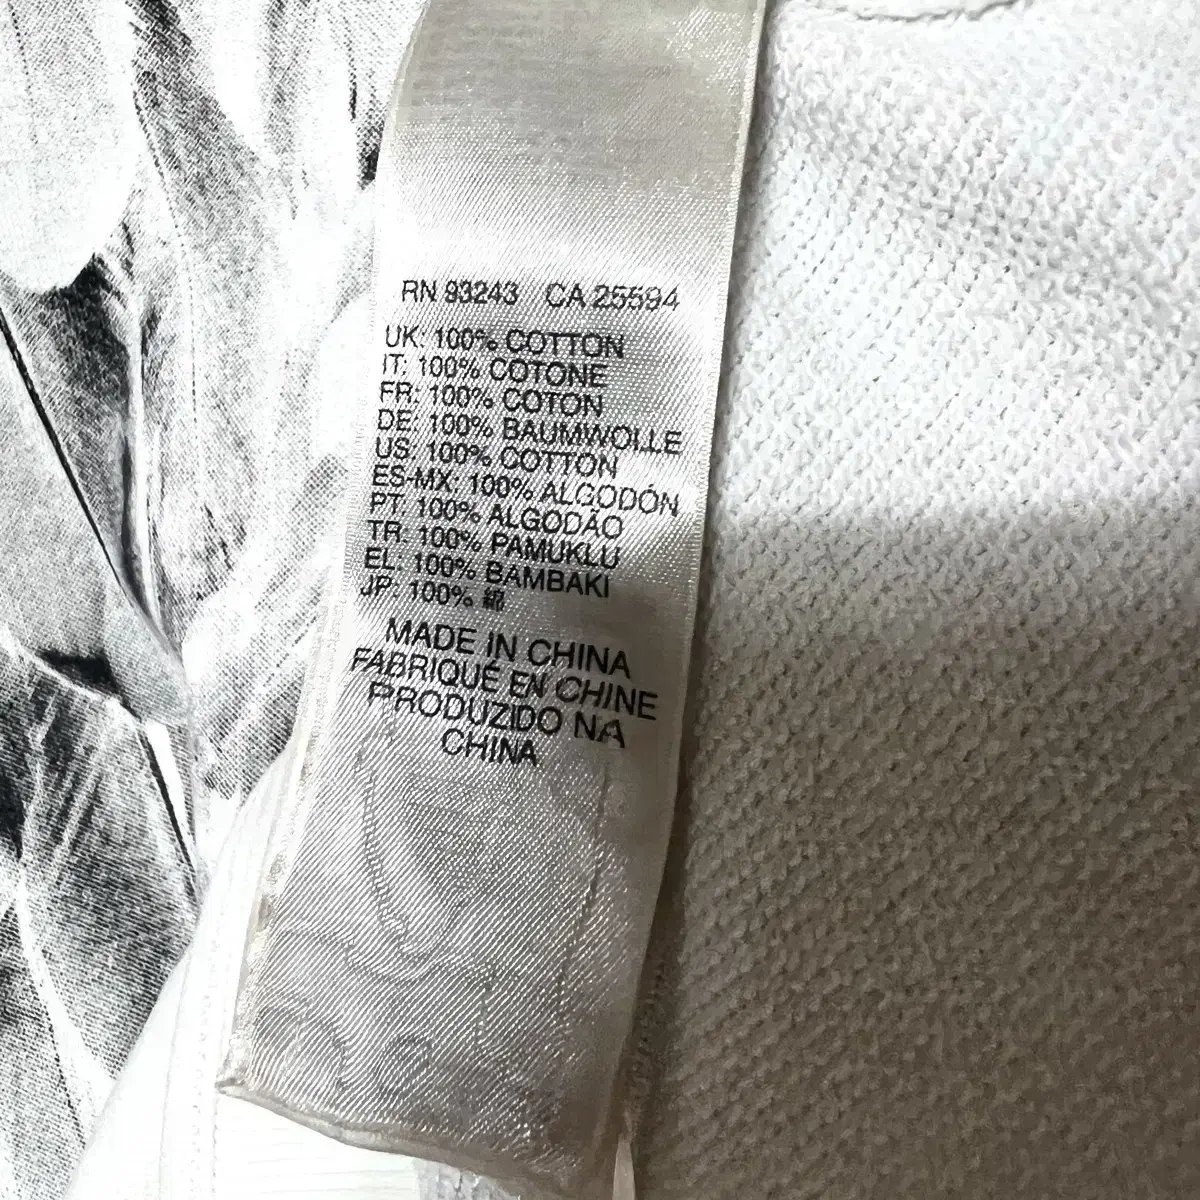 RN 93243 CA 25594
UK: 100% COTTON
IT: 100% COTONE
FR: 100% COTON
DE: 100% BAUMWOLLE
US: 100% COTTON
ES-MX: 100% ALGODÓN
PT: 100% ALGODÃO
TR: 100% PAMUKLU
EL: 100% BAMBAKI
JP: 100% 綿
MADE IN CHINA
FABRIQUÉ EN CHINE
PRODUZIDO NA
CHINA